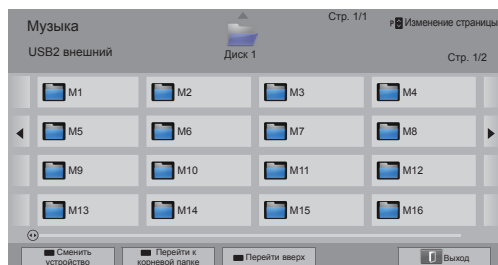 Музыка
Стр. 1/1
P Изменение страницы
USB2 внешний
Диск 1
Стр. 1/2
M1 M2 M3 M4
M5 M6 M7 M8
M9 M10 M11 M12
M13 M14 M15 M16
Сменить устройство
Перейти к корневой папке
Перейти вверх
Выход